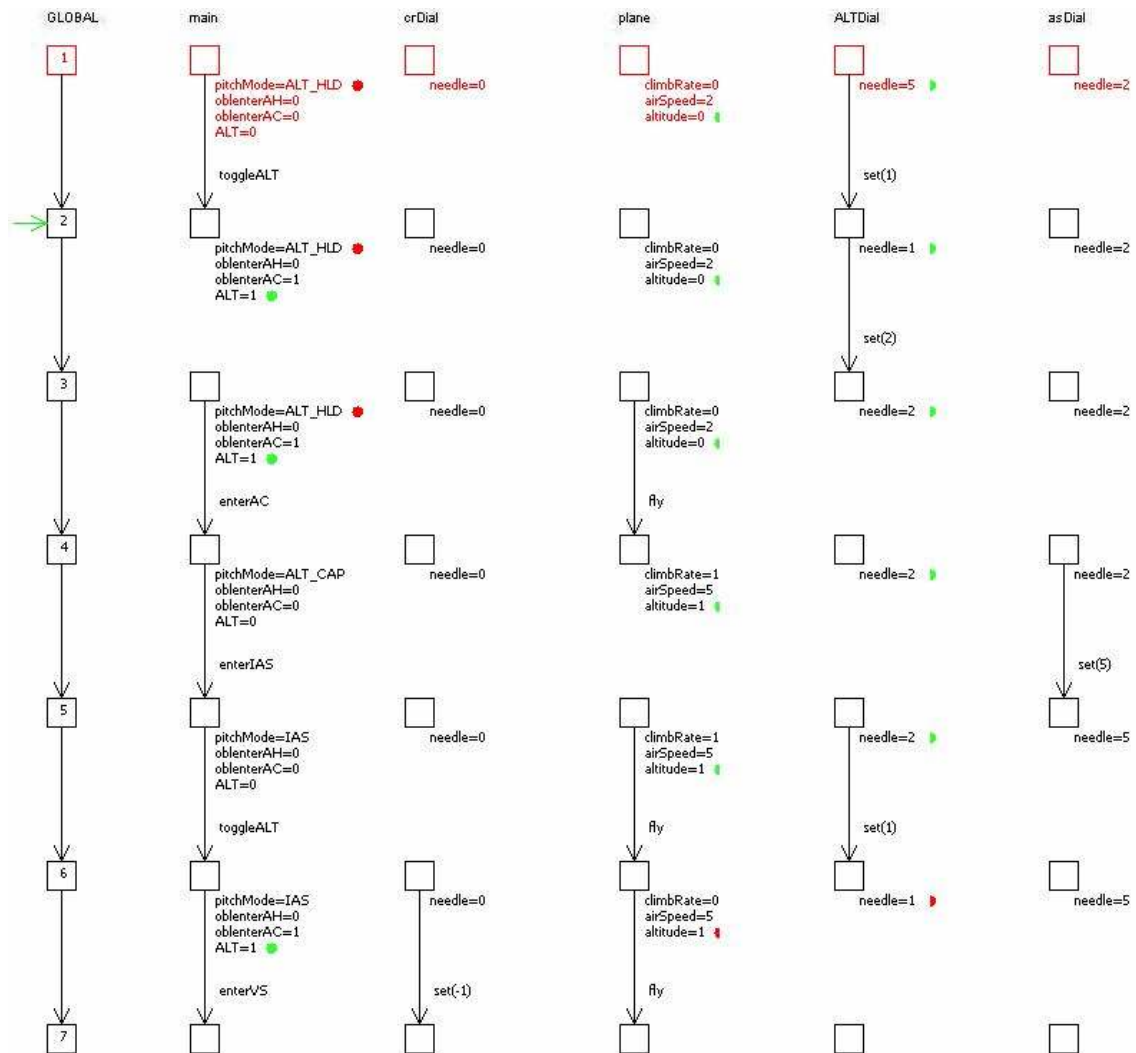 GLOBAL main crDial plane ALTDial asDial
1
pitchMode=ALT_HLD needle=0 climbRate=0 needle=5 needle=2
oblenterAH=0 airSpeed=2
oblenterAC=0 altitude=0
ALT=0
toggleALT set(1)
2
pitchMode=ALT_HLD needle=0 climbRate=0 needle=1 needle=2
oblenterAH=0 airSpeed=2
oblenterAC=1 altitude=0
ALT=1
set(2)
3
pitchMode=ALT_HLD needle=0 climbRate=0 needle=2 needle=2
oblenterAH=0 airSpeed=2
oblenterAC=1 altitude=0
ALT=1
enterAC fly
4
pitchMode=ALT_CAP needle=0 climbRate=1 needle=2 needle=2
oblenterAH=0 airSpeed=5
oblenterAC=0 altitude=1
ALT=0
enterIAS set(5)
5
pitchMode=IAS needle=0 climbRate=1 needle=2 needle=5
oblenterAH=0 airSpeed=5
oblenterAC=0 altitude=1
ALT=0
toggleALT fly set(1)
6
pitchMode=IAS needle=0 climbRate=0 needle=1 needle=5
oblenterAH=0 airSpeed=5
oblenterAC=1 altitude=1
ALT=1
enterVS set(-1) fly
7